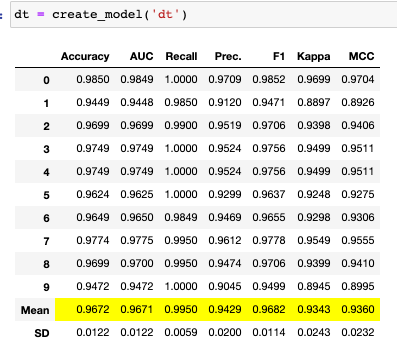 : dt = create_model('dt')
Accuracy AUC Recall Prec. F1 Kappa MCC
0 0.9850 0.9849 1.0000 0.9709 0.9852 0.9699 0.9704
1 0.9449 0.9448 0.9850 0.9120 0.9471 0.8897 0.8926
2 0.9699 0.9699 0.9900 0.9519 0.9706 0.9398 0.9406
3 0.9749 0.9749 1.0000 0.9524 0.9756 0.9499 0.9511
4 0.9749 0.9749 1.0000 0.9524 0.9756 0.9499 0.9511
5 0.9624 0.9625 1.0000 0.9299 0.9637 0.9248 0.9275
6 0.9649 0.9650 0.9849 0.9469 0.9655 0.9298 0.9306
7 0.9774 0.9775 0.9950 0.9612 0.9778 0.9549 0.9555
8 0.9699 0.9700 0.9950 0.9474 0.9706 0.9399 0.9410
9 0.9472 0.9472 1.0000 0.9045 0.9499 0.8945 0.8995
Mean 0.9672 0.9671 0.9950 0.9429 0.9682 0.9343 0.9360
SD 0.0122 0.0122 0.0059 0.0200 0.0114 0.0243 0.0232